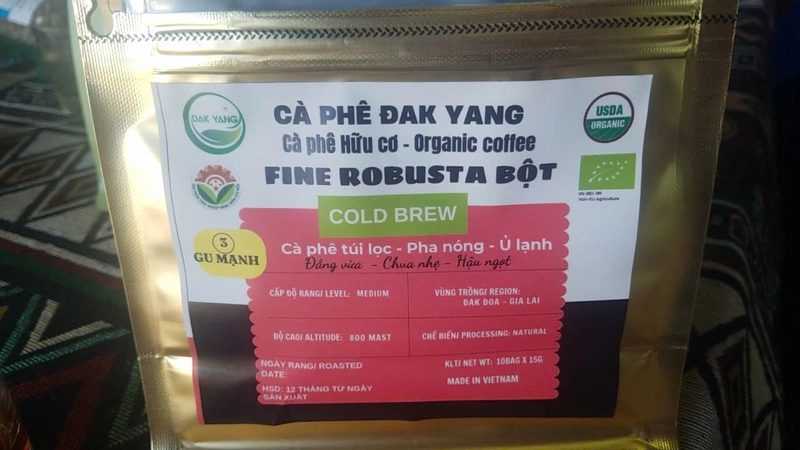 DAK YANG
CÀ PHÊ ĐAK YANG
Cà phê Hữu cơ - Organic coffee
FINE ROBUSTA BỘT
COLD BREW
USDA
ORGANIC
Non-EU Agriculture
3
GU MẠNH
Cà phê túi lọc - Pha nóng - Ủ lạnh
Đắng vừa - Chua nhẹ - Hậu ngọt
CẤP ĐỘ RANG/ LEVEL: MEDIUM
VÙNG TRỒNG/ REGION:
ĐAK ĐOA - GIA LAI
ĐỘ CAO/ ALTITUDE: 800 MAST
CHẾ BIẾN/ PROCESSING: NATURAL
NGÀY RANG/ ROASTED
DATE:
HSD: 12 THÁNG TỪ NGÀY
SẢN XUẤT
KLT/ NET WT: 10BAG X 15G
MADE IN VIETNAM